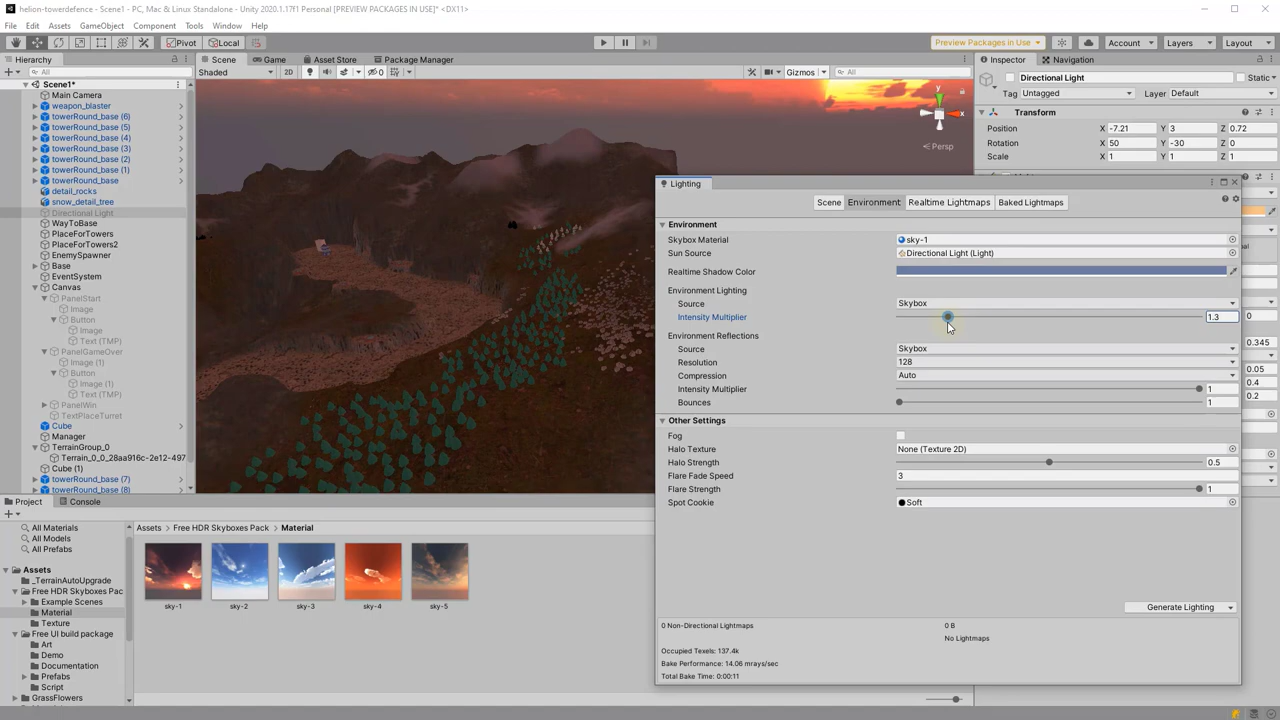 helion-towerdefence - Scene1 - PC, Mac & Linux Standalone - Unity 2020.1.17f1 Personal [PREVIEW PACKAGES IN USE]* <DX11>
File Edit Assets GameObject Component Tools Window Help
Pivot Local Preview Packages in Use Account Layers Layout
Hierarchy
All
Scene1*
Main Camera
weapon_blaster
towerRound_base (6)
towerRound_base (5)
towerRound_base (4)
towerRound_base (3)
towerRound_base (2)
towerRound_base (1)
towerRound_base
detail_rocks
snow_detail_tree
Directional Light
WayToBase
PlaceForTowers
PlaceForTowers2
EnemySpawner
Base
EventSystem
Canvas
PanelStart
Image
Button
Image
Text (TMP)
PanelGameOver
Image (1)
Button
Image (1)
Text (TMP)
PanelWin
TextPlaceTurret
Cube
Manager
TerrainGroup_0
Terrain_0_0_28aa916c-2e12-497
Cube (1)
towerRound_base (7)
towerRound_base (8)
Scene Game Asset Store Package Manager
Shaded 2D 0 Gizmos All
y
x
Persp
Inspector Navigation
Directional Light Static
Tag Untagged Layer Default
Transform
Position X -7.21 Y 3 Z 0.72
Rotation X 50 Y -30 Z 0
Scale X 1 Y 1 Z 1
0
0.345
0.05
0.4
0.2
Lighting
Scene Environment Realtime Lightmaps Baked Lightmaps
Environment
Skybox Material sky-1
Sun Source Directional Light (Light)
Realtime Shadow Color
Environment Lighting
Source Skybox
Intensity Multiplier 1.3
Environment Reflections
Source Skybox
Resolution 128
Compression Auto
Intensity Multiplier 1
Bounces 1
Other Settings
Fog
Halo Texture None (Texture 2D)
Halo Strength 0.5
Flare Fade Speed 3
Flare Strength 1
Spot Cookie Soft
Generate Lighting
0 Non-Directional Lightmaps 0 B
No Lightmaps
Occupied Texels: 137.4k
Bake Performance: 14.06 mrays/sec
Total Bake Time: 0:00:11
Project Console
All Materials
All Models
All Prefabs
Assets
_TerrainAutoUpgrade
Free HDR Skyboxes Pac
Example Scenes
Material
Texture
Free UI build package
Art
Demo
Documentation
Prefabs
Script
GrassFlowers
Assets Free HDR Skyboxes Pack Material
sky-1 sky-2 sky-3 sky-4 sky-5